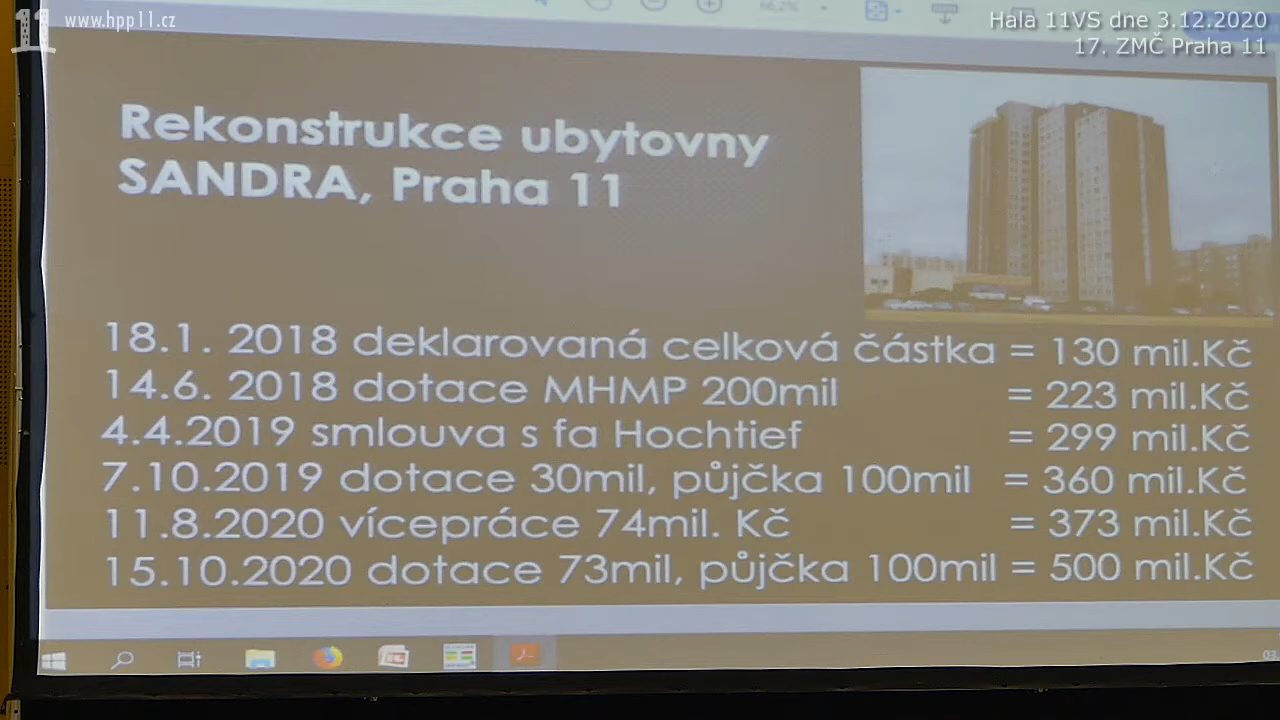 11 www.hpp11.cz
66,2%
Hala 11VS dne 3.12.2020
17. ZMČ Praha 11
Rekonstrukce ubytovny
SANDRA, Praha 11
18.1. 2018 deklarovaná celková částka = 130 mil.Kč
14.6. 2018 dotace MHMP 200mil = 223 mil.Kč
4.4.2019 smlouva s fa Hochtief = 299 mil.Kč
7.10.2019 dotace 30mil, půjčka 100mil = 360 mil.Kč
11.8.2020 vícepráce 74mil. Kč = 373 mil.Kč
15.10.2020 dotace 73mil, půjčka 100mil = 500 mil.Kč